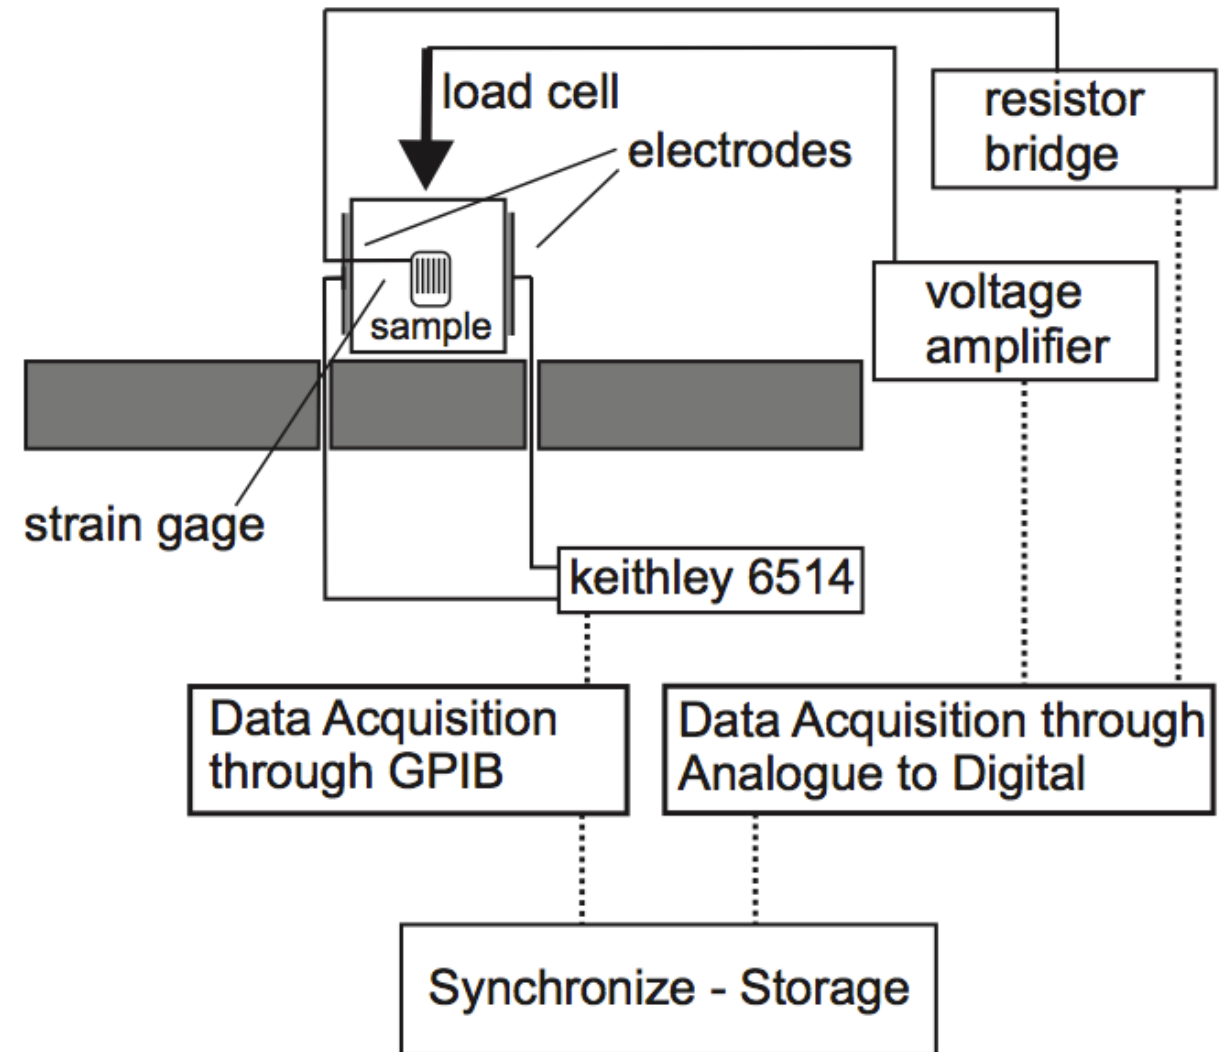 load cell
electrodes
resistor
bridge
voltage
amplifier
sample
strain gage
keithley 6514
Data Acquisition
through GPIB
Data Acquisition through
Analogue to Digital
Synchronize - Storage